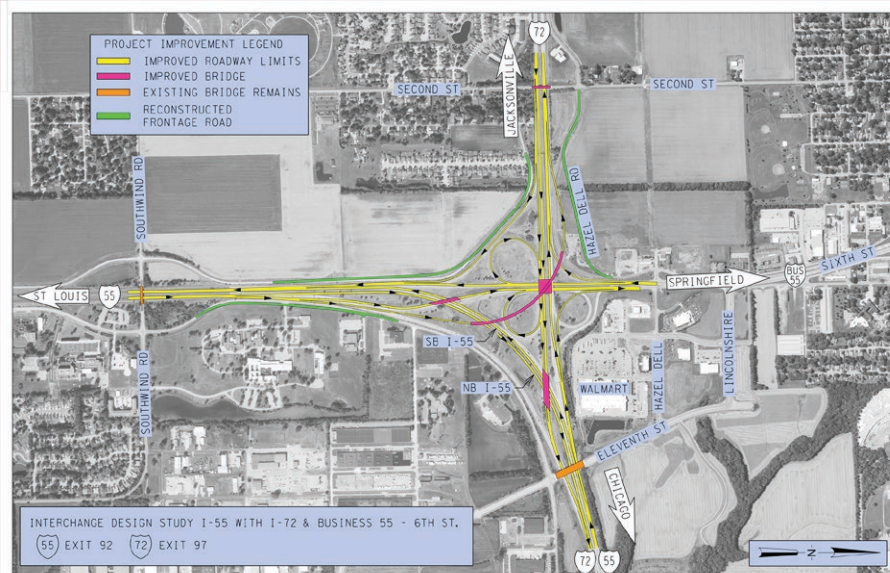 PROJECT IMPROVEMENT LEGEND
IMPROVED ROADWAY LIMITS
IMPROVED BRIDGE
EXISTING BRIDGE REMAINS
RECONSTRUCTED
FRONTAGE ROAD
72
JACKSONVILLE
SECOND ST
SECOND ST
SOUTHWIND RD
HAZEL DELL RD
SIXTH ST
BUS
55
SPRINGFIELD
ST LOUIS
55
SB I-55
NB I-55
WALMART
HAZEL DELL
LINCOLNSHIRE
SOUTHWIND RD
ELEVENTH ST
CHICAGO
INTERCHANGE DESIGN STUDY I-55 WITH I-72 & BUSINESS 55 - 6TH ST.
55 EXIT 92 72 EXIT 97
72 55
N